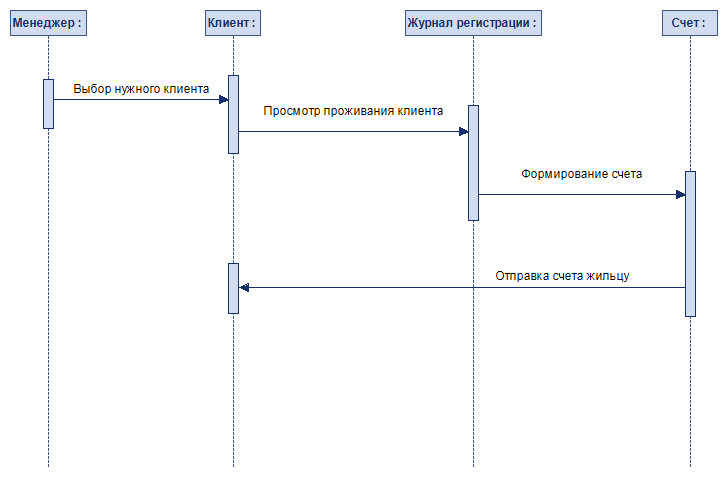 Менеджер :
Клиент :
Журнал регистрации :
Счет :
Выбор нужного клиента
Просмотр проживания клиента
Формирование счета
Отправка счета жильцу